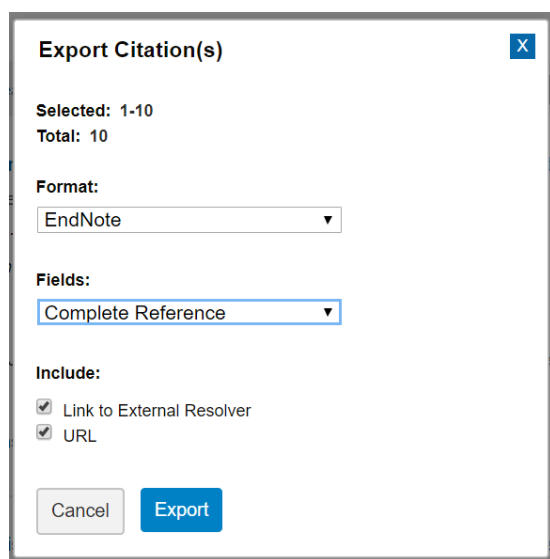 Export Citation(s)
X
Selected: 1-10
Total: 10
Format:
EndNote
Fields:
Complete Reference
Include:
Link to External Resolver
URL
Cancel
Export